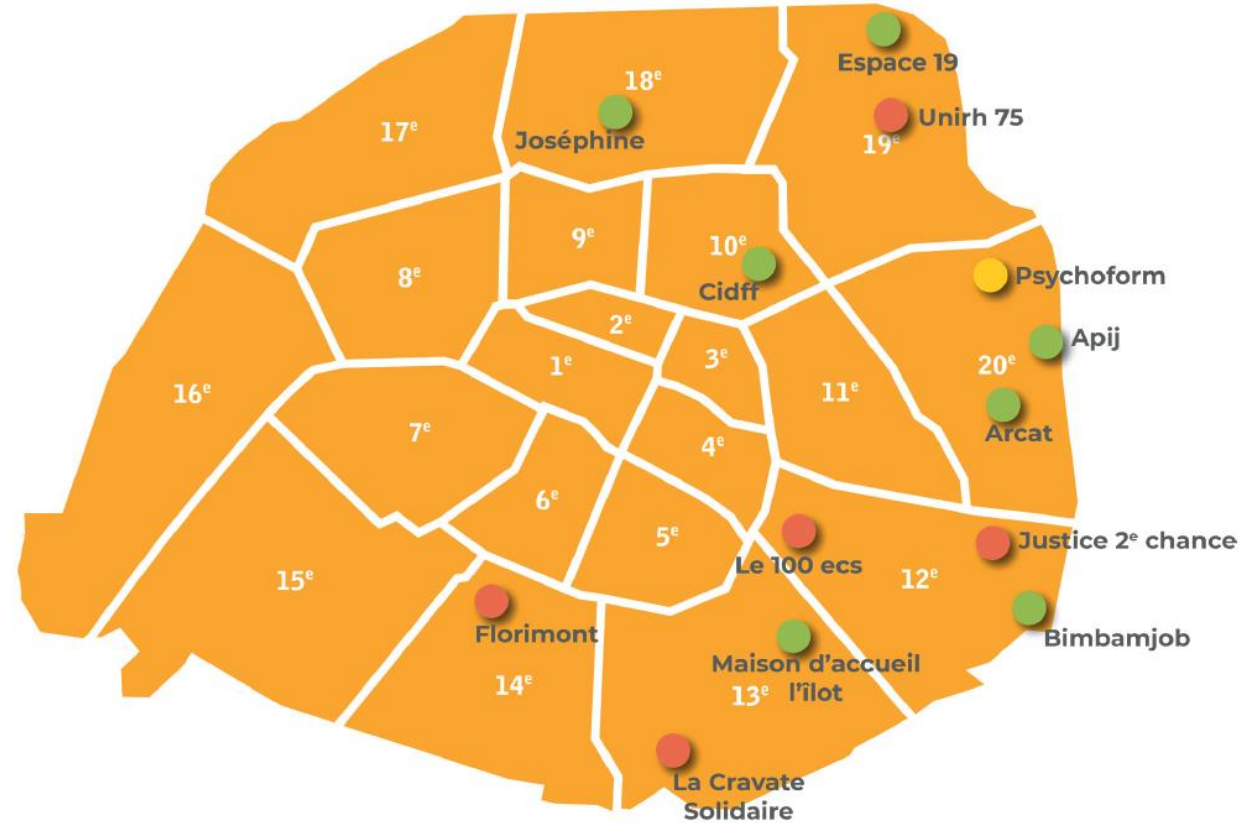 Espace 19
18ᵉ
Unirh 75
17ᵉ
Joséphine
19ᵉ
9ᵉ
10ᵉ
8ᵉ
Psychoform
Cidff
2ᵉ
Apij
3ᵉ
1ᵉ
20ᵉ
16ᵉ
11ᵉ
7ᵉ
Arcat
4ᵉ
6ᵉ
5ᵉ
Justice 2ᵉ chance
Le 100 ecs
12ᵉ
15ᵉ
Florimont
Bimbamjob
Maison d’accueil
l’îlot
14ᵉ
13ᵉ
La Cravate
Solidaire